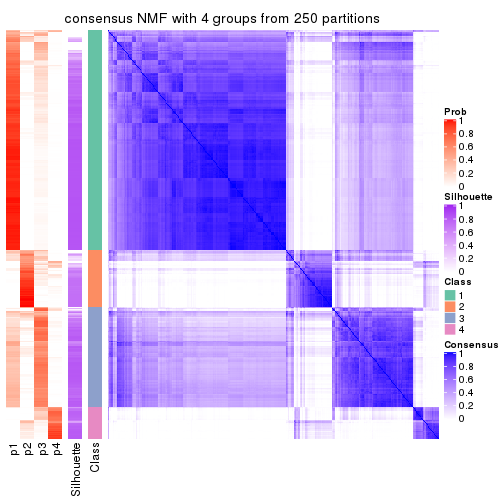 consensus NMF with 4 groups from 250 partitions
Prob
1
0.8
0.6
0.4
0.2
0
Silhouette
1
0.8
0.6
0.4
0.2
0
Class
1
2
3
4
Consensus
1
0.8
0.6
0.4
0.2
0
p1
p2
p3
p4
Silhouette
Class